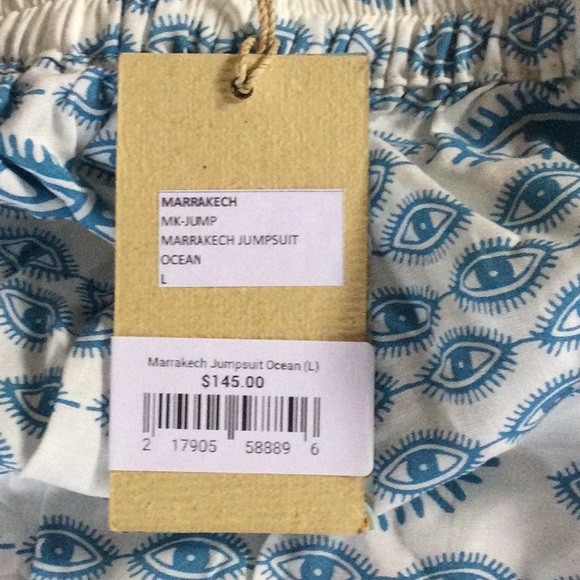 MARRAKECH
MK-JUMP
MARRAKECH JUMPSUIT
OCEAN
L
Marrakech Jumpsuit Ocean (L)
$145.00
2 17905 58889 6